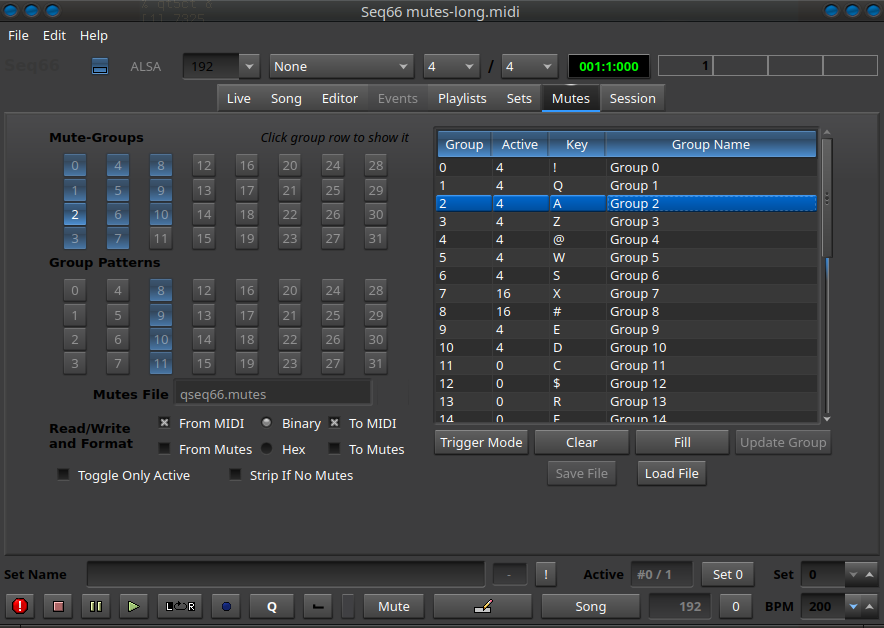 Seq66 mutes-long.midi
File Edit Help
Seq66 ALSA 192 None 4 / 4 001:1:000 1
Live Song Editor Events Playlists Sets Mutes Session
Mute-Groups Click group row to show it
0 4 8 12 16 20 24 28
1 5 9 13 17 21 25 29
2 6 10 14 18 22 26 30
3 7 11 15 19 23 27 31
Group Patterns
0 4 8 12 16 20 24 28
1 5 9 13 17 21 25 29
2 6 10 14 18 22 26 30
3 7 11 15 19 23 27 31
Mutes File qseq66.mutes
Read/Write and Format
From MIDI Binary To MIDI
From Mutes Hex To Mutes
Toggle Only Active Strip If No Mutes
Group Active Key Group Name
0 4 ! Group 0
1 4 Q Group 1
2 4 A Group 2
3 4 Z Group 3
4 4 @ Group 4
5 4 W Group 5
6 4 S Group 6
7 16 X Group 7
8 16 # Group 8
9 4 E Group 9
10 4 D Group 10
11 0 C Group 11
12 0 $ Group 12
13 0 R Group 13
14 0 F Group 14
Trigger Mode Clear Fill Update Group
Save File Load File
Set Name - ! Active #0 / 1 Set 0 Set 0
L R Q Mute Song 192 0 BPM 200